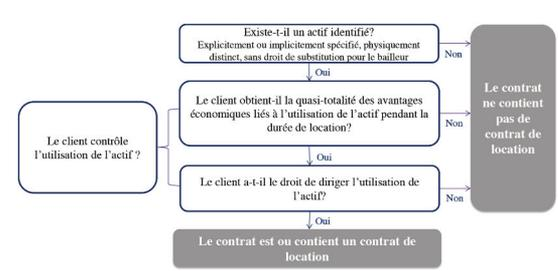 Existe-t-il un actif identifié?
Explicitement ou implicitement spécifié, physiquement
distinct, sans droit de substitution pour le bailleur
Non
Oui
Le client obtient-il la quasi-totalité des avantages
économiques liés à l'utilisation de l'actif pendant la
durée de location?
Non
Le contrat
ne contient
pas de
contrat de
location
Le client contrôle
l'utilisation de l'actif ?
Oui
Le client a-t-il le droit de diriger l'utilisation de
l'actif?
Non
Oui
Le contrat est ou contient un contrat de
location